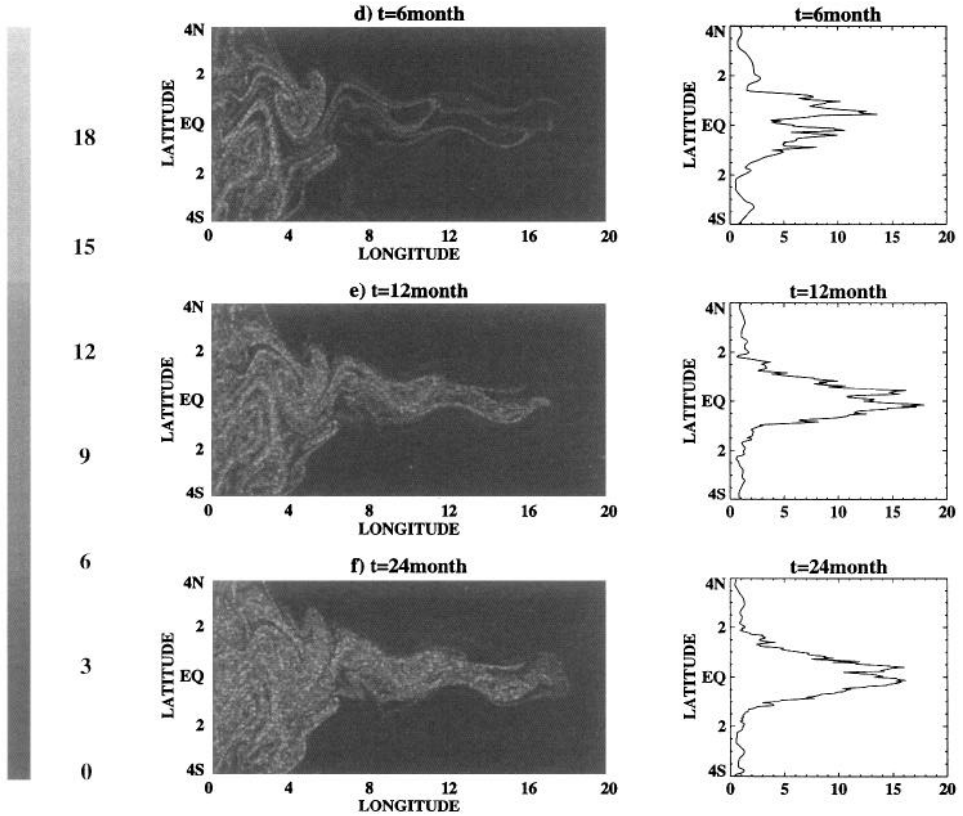 18
15
12
9
6
3
0
d) t=6month
4N
2
EQ
2
4S
LATITUDE
0 4 8 12 16 20
LONGITUDE
t=6month
4N
2
EQ
2
4S
LATITUDE
0 5 10 15 20
e) t=12month
4N
2
EQ
2
4S
LATITUDE
0 4 8 12 16 20
LONGITUDE
t=12month
4N
2
EQ
2
4S
LATITUDE
0 5 10 15 20
f) t=24month
4N
2
EQ
2
4S
LATITUDE
0 4 8 12 16 20
LONGITUDE
t=24month
4N
2
EQ
2
4S
LATITUDE
0 5 10 15 20